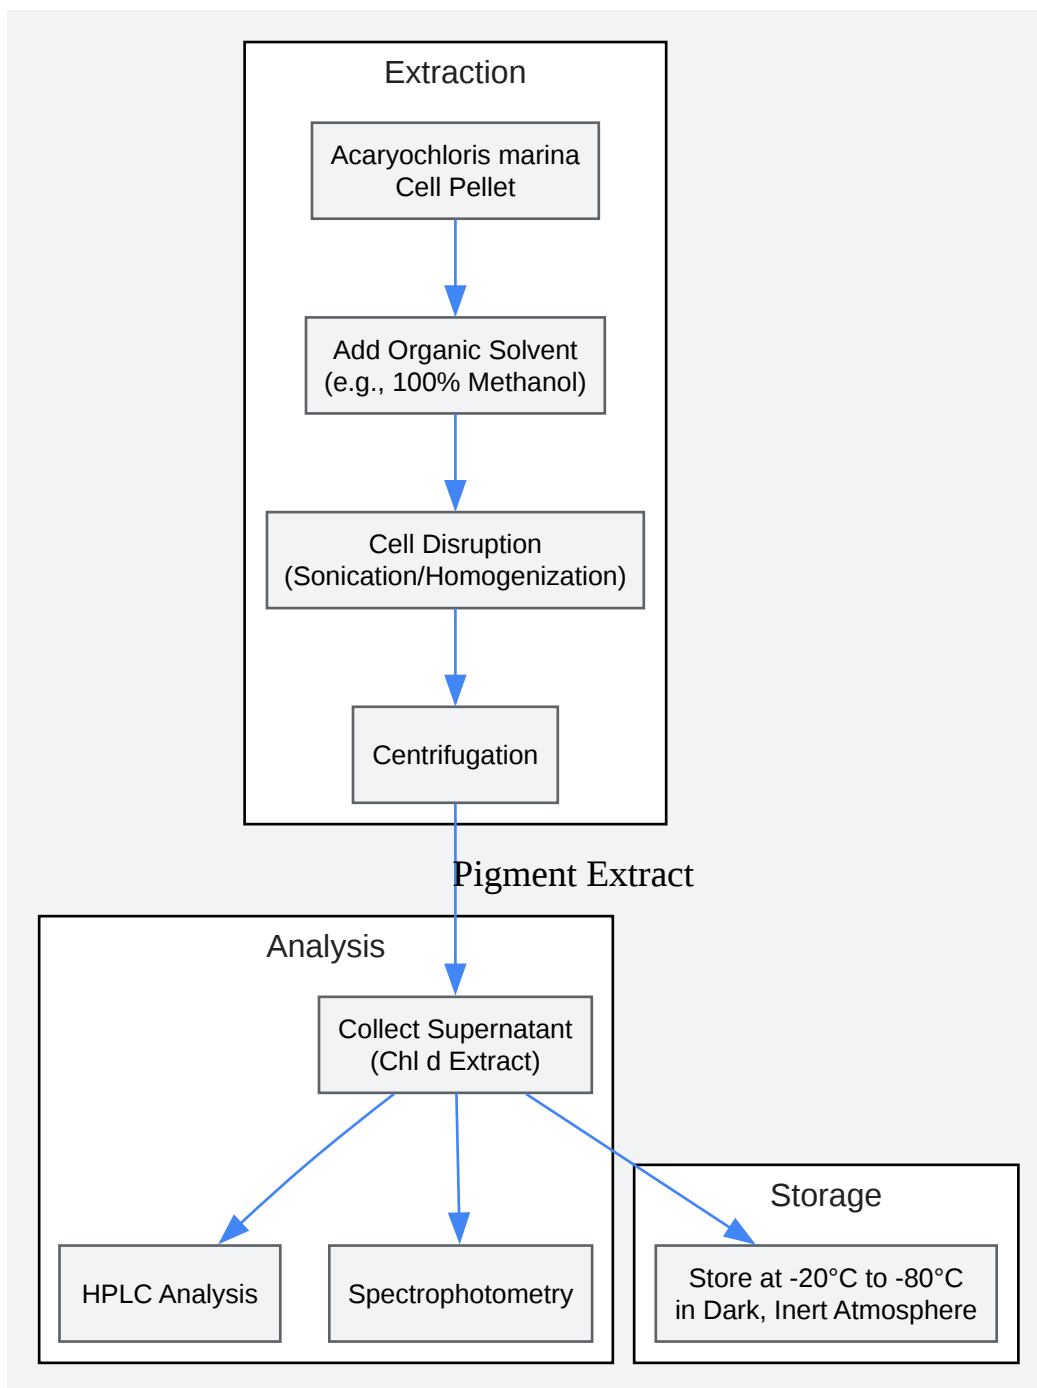 Extraction
Acaryochloris marina
Cell Pellet
Add Organic Solvent
(e.g., 100% Methanol)
Cell Disruption
(Sonication/Homogenization)
Centrifugation
Pigment Extract
Analysis
Collect Supernatant
(Chl d Extract)
HPLC Analysis
Spectrophotometry
Storage
Store at -20°C to -80°C
in Dark, Inert Atmosphere